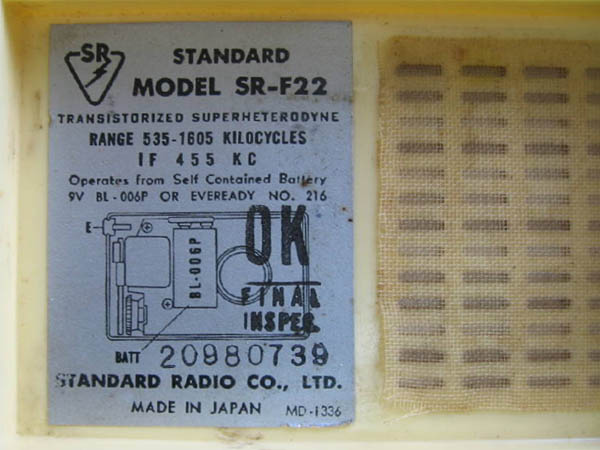 SR
STANDARD
MODEL SR-F22
TRANSISTORIZED SUPERHETERODYNE
RANGE 535-1605 KILOCYCLES
IF 455 KC
Operates from Self Contained Battery
9V BL-006P OR EVEREADY NO. 216
E
BL-006P
OK
FINAL
INSPEC.
BATT
20980739
STANDARD RADIO CO., LTD.
MADE IN JAPAN MD-1336